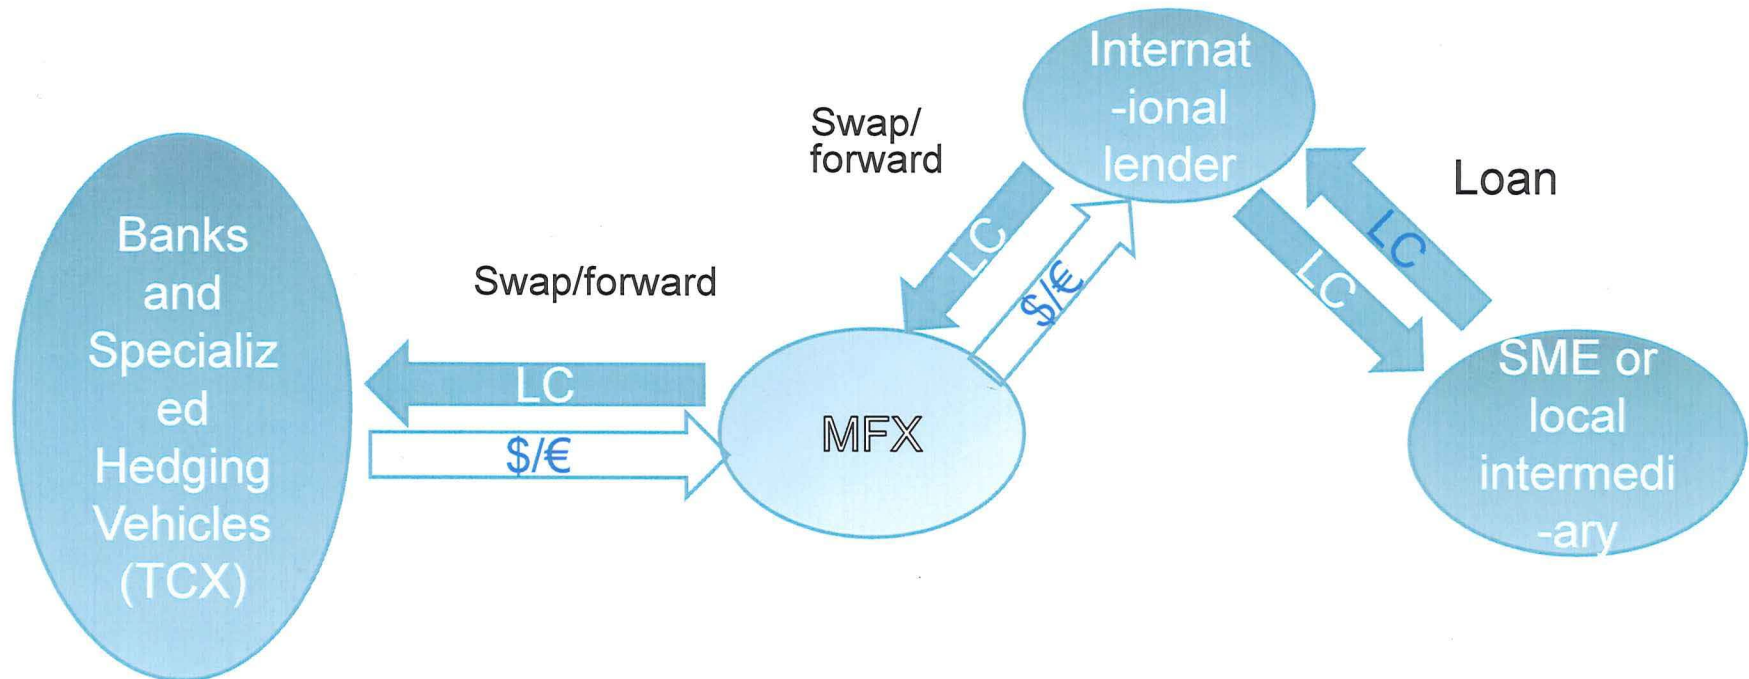 Banks
and
Specializ
ed
Hedging
Vehicles
(TCX)
Swap/forward
LC
$/€
MFX
Swap/
forward
LC
$/€
Internat
-ional
lender
Loan
LC
LC
SME or
local
intermedi
-ary